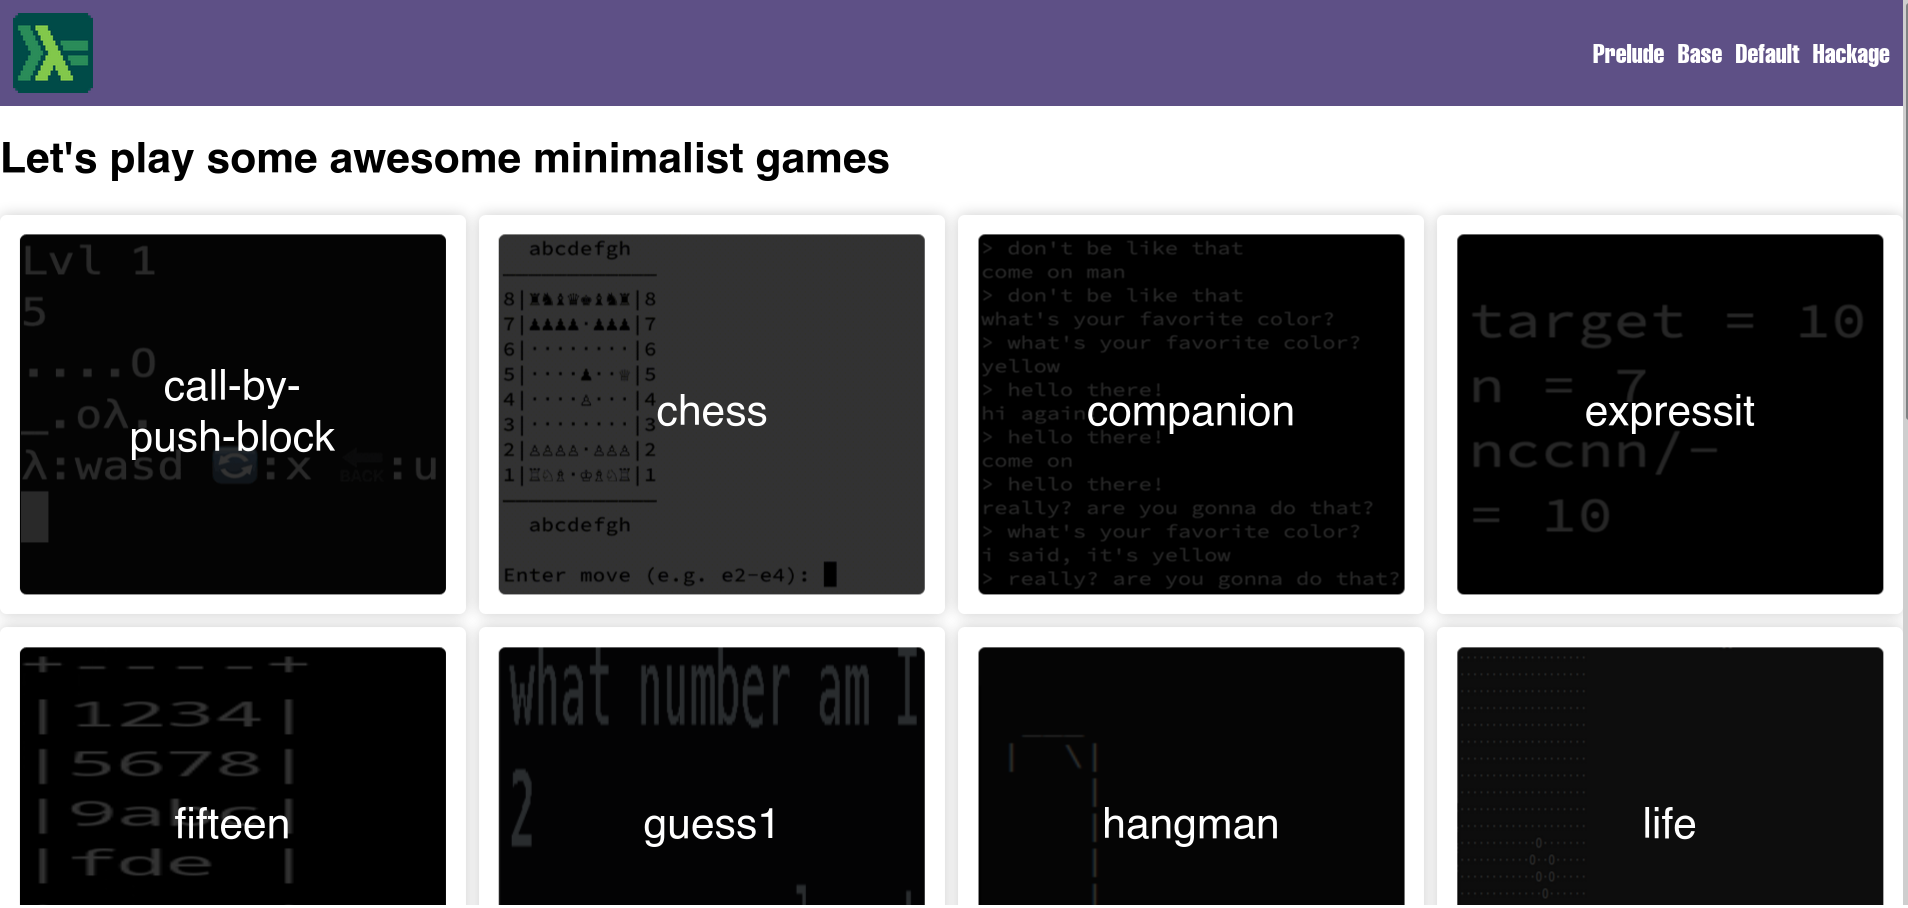 Prelude Base Default Hackage
Let's play some awesome minimalist games
Lvl 1
5
....O
_.oλ.
λ:wasd 🔄:x BACK:u
call-by-
push-block
abcdefgh
8|♜♞♝♛♚♝♞♜|8
7|♟♟♟♟·♟♟♟|7
6|········|6
5|····♟··♕|5
4|····♙···|4
3|········|3
2|♙♙♙♙·♙♙♙|2
1|♖♘♗·♔♗♘♖|1
abcdefgh
Enter move (e.g. e2-e4):
chess
> don't be like that
come on man
> don't be like that
what's your favorite color?
> what's your favorite color?
yellow
> hello there!
hi again
> hello there!
come on
> hello there!
really? are you gonna do that?
> what's your favorite color?
i said, it's yellow
> really? are you gonna do that?
companion
target = 10
n = 7
nccnn/-
= 10
expressit
+----+
|1234|
|5678|
|9abc|
|fde |
fifteen
what number am I
2
guess1
hangman
life